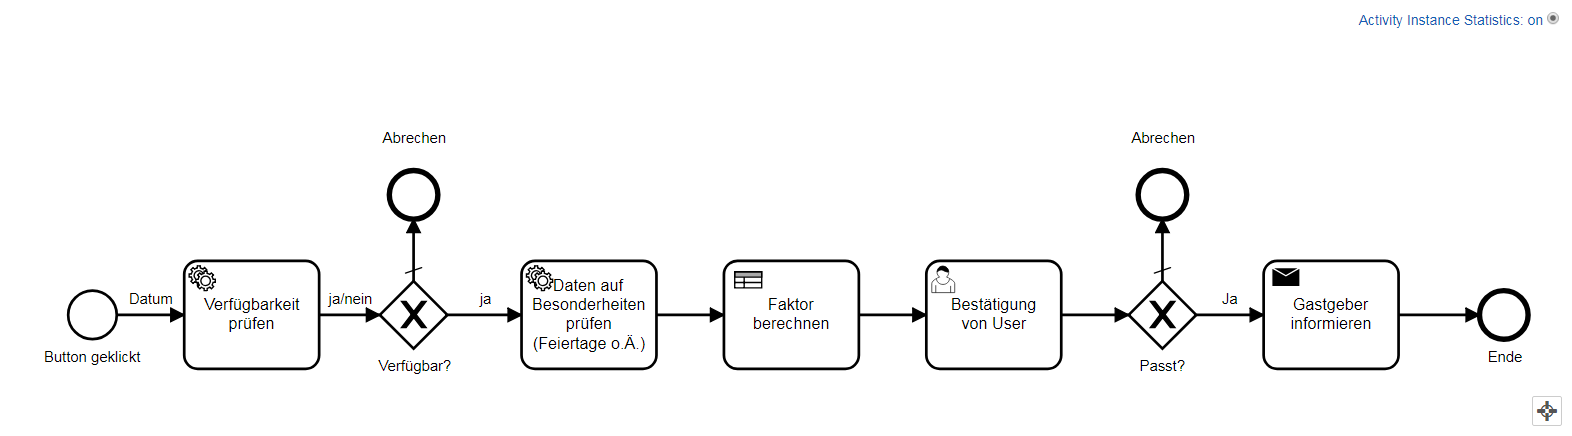 Activity Instance Statistics: on
Abrechen
Abrechen
Datum
Verfügbarkeit
prüfen
ja/nein
ja
Daten auf
Besonderheiten
prüfen
(Feiertage o.Ä.)
Faktor
berechnen
Bestätigung
von User
Ja
Gastgeber
informieren
Button geklickt
Verfügbar?
Passt?
Ende